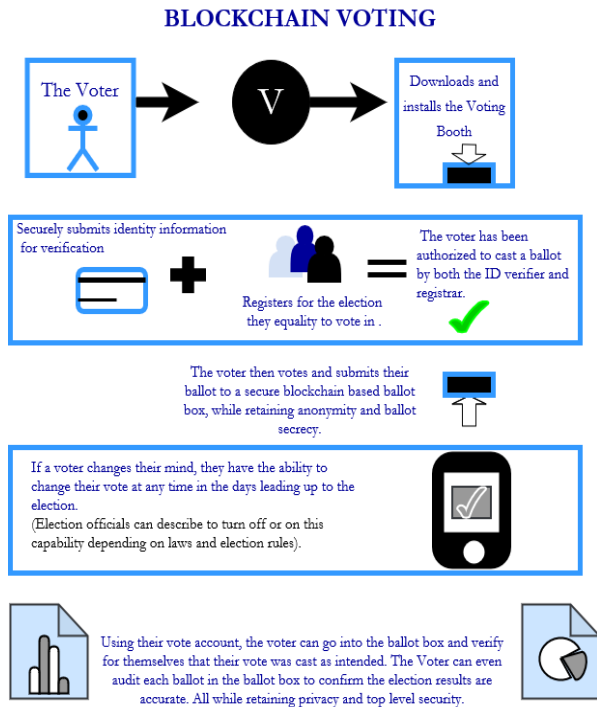 BLOCKCHAIN VOTING
The Voter
V
Downloads and
installs the Voting
Booth
Securely submits identity information
for verification
Registers for the election
they equality to vote in .
The voter has been
authorized to cast a ballot
by both the ID verifier and
registrar.
The voter then votes and submits their
ballot to a secure blockchain based ballot
box, while retaining anonymity and ballot
secrecy.
If a voter changes their mind, they have the ability to
change their vote at any time in the days leading up to the
election.
(Election officials can describe to turn off or on this
capability depending on laws and election rules).
Using their vote account, the voter can go into the ballot box and verify
for themselves that their vote was cast as intended. The Voter can even
audit each ballot in the ballot box to confirm the election results are
accurate. All while retaining privacy and top level security.